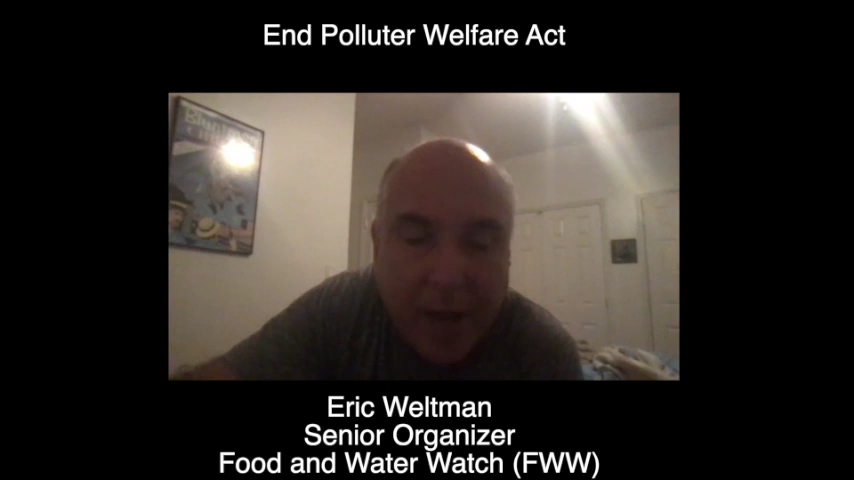 End Polluter Welfare Act
Eric Weltman
Senior Organizer
Food and Water Watch (FWW)